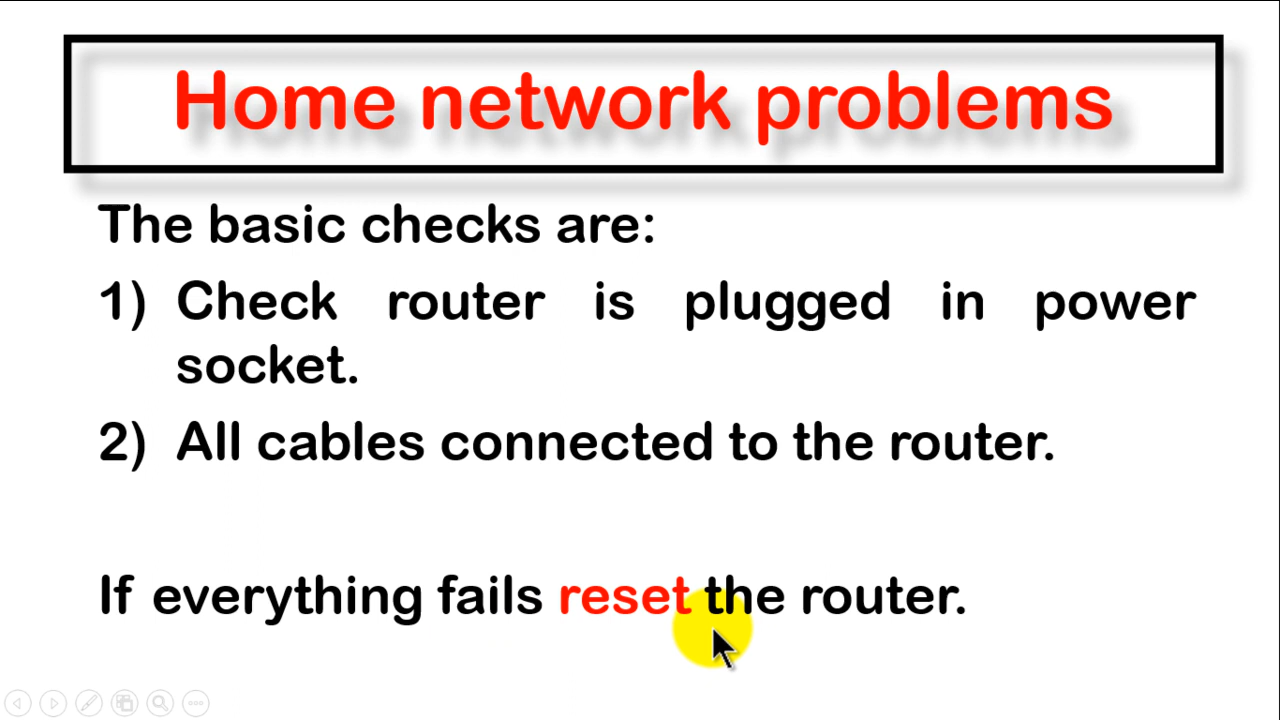 Home network problems
The basic checks are:
1) Check router is plugged in power
socket.
2) All cables connected to the router.
If everything fails reset the router.